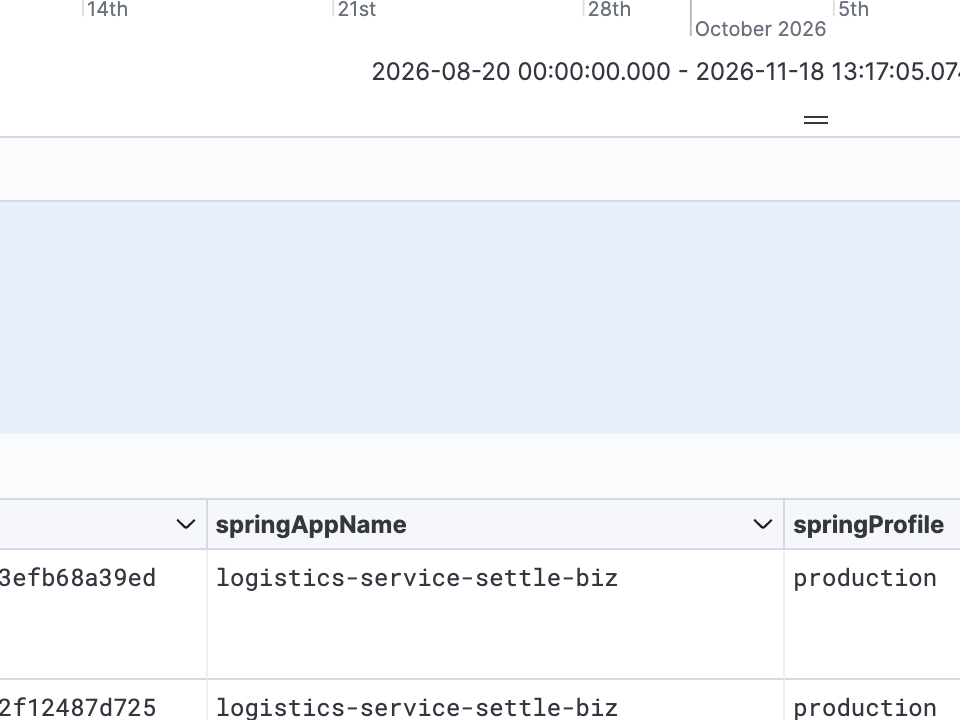 14th 21st 28th 5th
October 2026
2026-08-20 00:00:00.000 - 2026-11-18 13:17:05.074
springAppName springProfile
3efb68a39ed logistics-service-settle-biz production
2f12487d725 logistics-service-settle-biz production